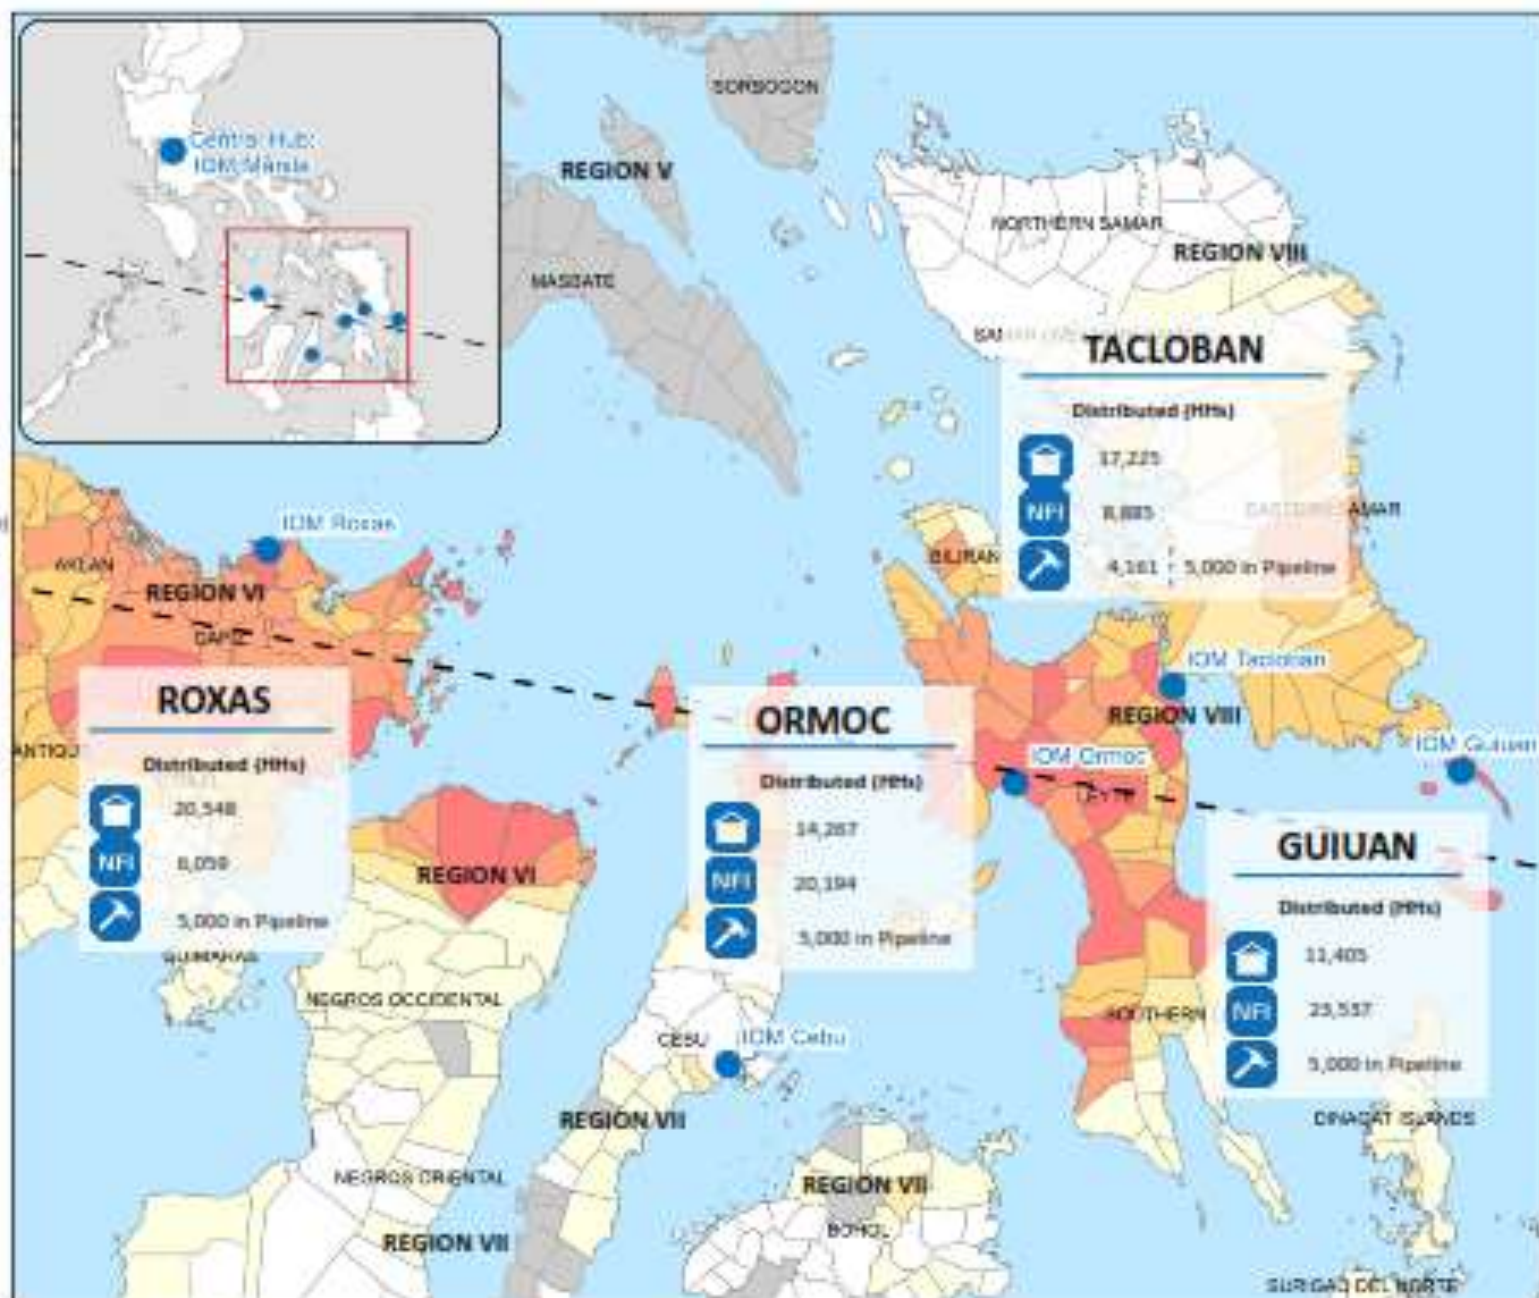 SORSOGON
Central Hub:
IOM Manila
REGION V
NORTHERN SAMAR
REGION VIII
MASBATE
TACLOBAN
Distributed (HHs)
17,225
NFI
8,885
4,161
5,000 in Pipeline
SAMAR
BILIRAN
IOM Roxas
AKLAN
REGION VI
CAPIZ
IOM Tacloban
ROXAS
Distributed (HHs)
20,548
NFI
5,000 in Pipeline
ANTIQU
ORMOC
Distributed (HHs)
14,267
NFI
20,194
5,000 in Pipeline
REGION VIII
IOM Guiuan
IOM Ormoc
LEYTE
GUIUAN
Distributed (HHs)
11,405
NFI
5,000 in Pipeline
REGION VI
GUIMARAS
NEGROS OCCIDENTAL
SOUTHERN
CEBU
IOM Cebu
REGION VII
DINAGAT ISLANDS
NEGROS ORIENTAL
REGION VII
BOHOL
REGION VII
SURIGAO DEL NORTE